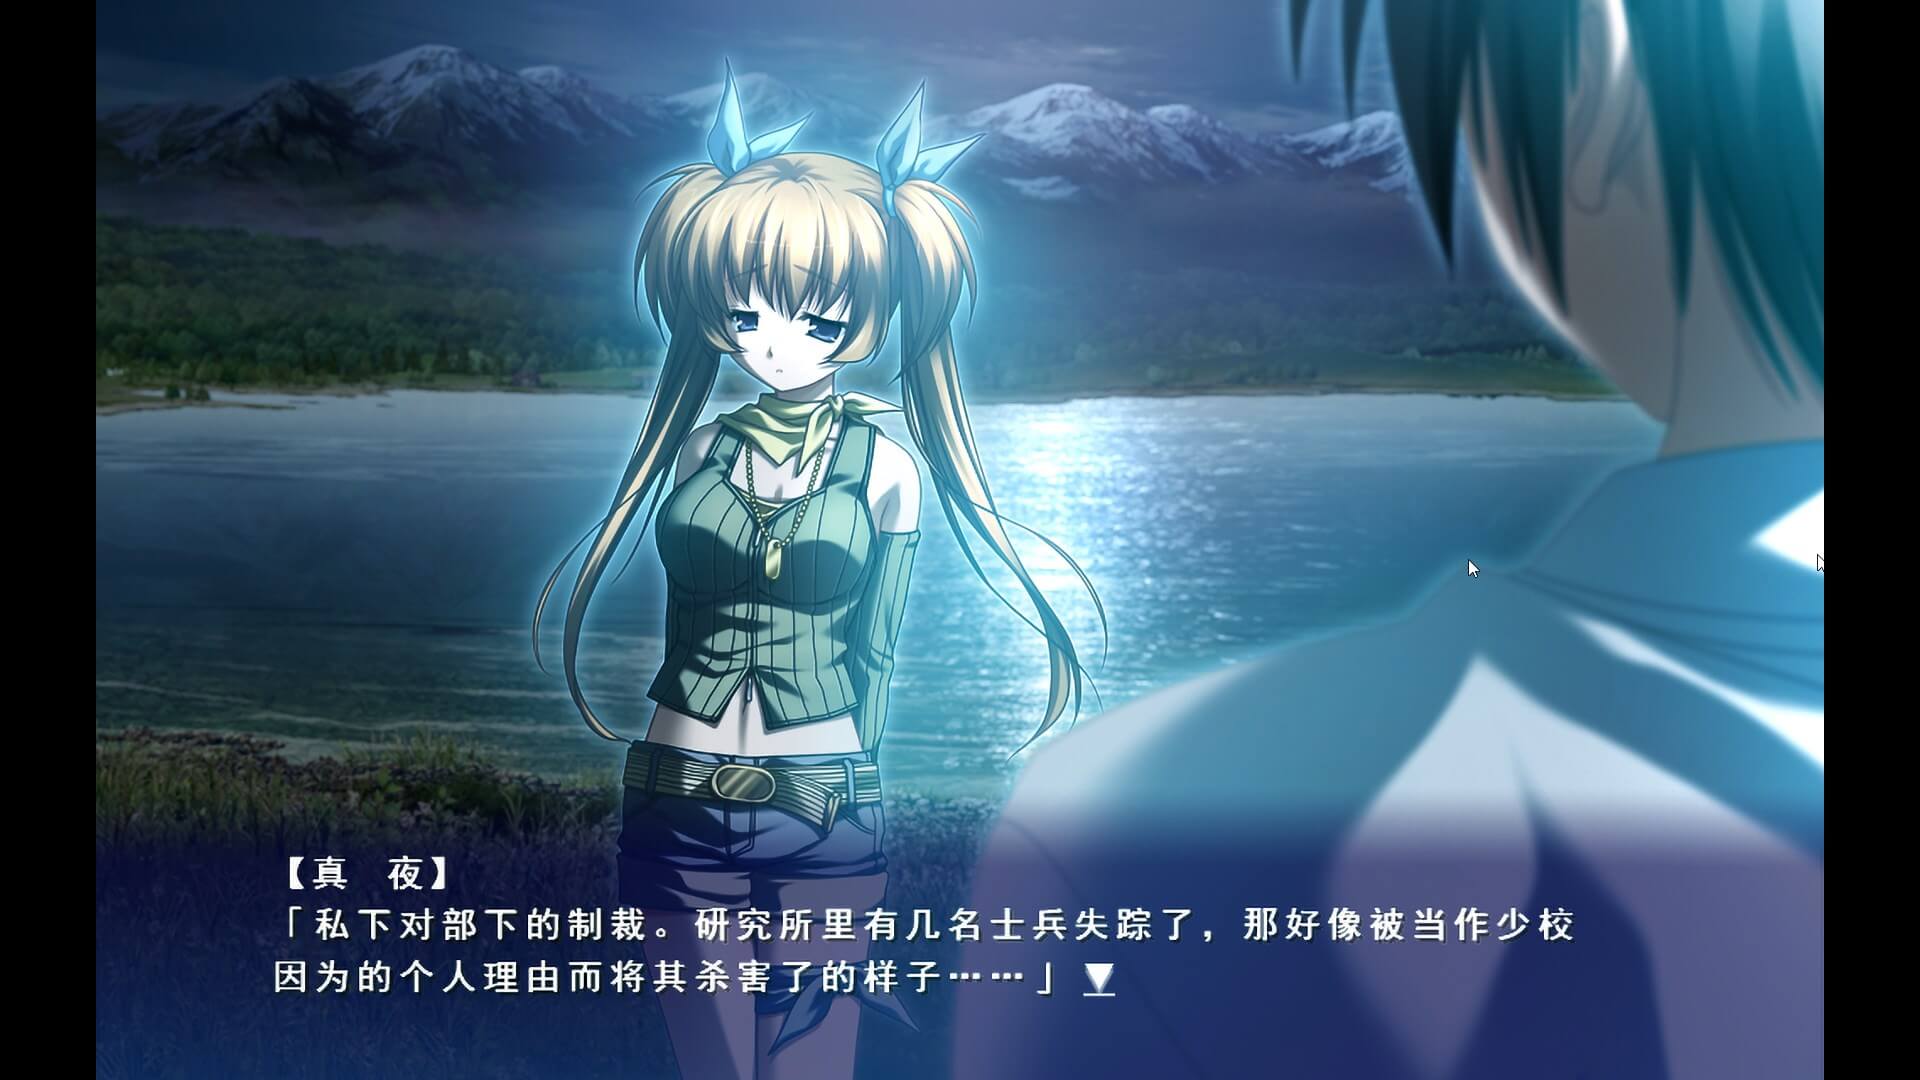 【真　夜】
「私下对部下的制裁。研究所里有几名士兵失踪了，那好像被当作少校
因为的个人理由而将其杀害了的样子……」